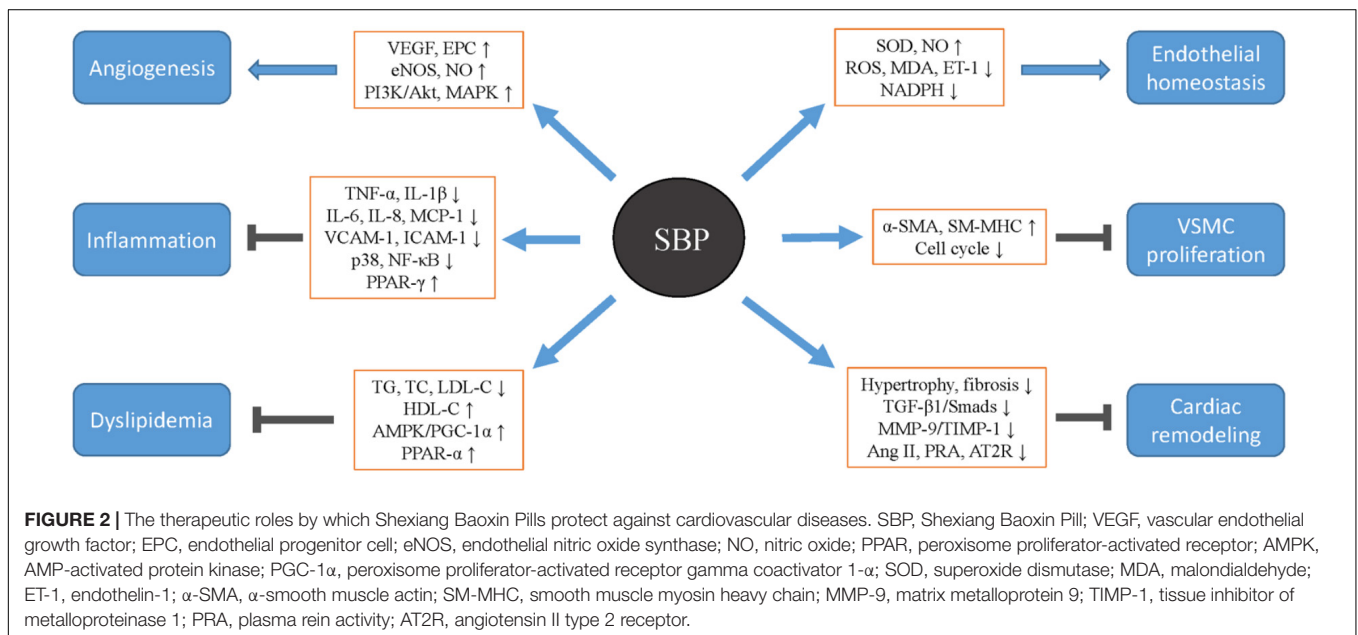 Angiogenesis
VEGF, EPC ↑
eNOS, NO ↑
PI3K/Akt, MAPK ↑
SOD, NO ↑
ROS, MDA, ET-1 ↓
NADPH ↓
Endothelial
homeostasis
Inflammation
TNF-α, IL-1β ↓
IL-6, IL-8, MCP-1 ↓
VCAM-1, ICAM-1 ↓
p38, NF-κB ↓
PPAR-γ ↑
SBP
α-SMA, SM-MHC ↑
Cell cycle ↓
VSMC
proliferation
Dyslipidemia
TG, TC, LDL-C ↓
HDL-C ↑
AMPK/PGC-1α ↑
PPAR-α ↑
Hypertrophy, fibrosis ↓
TGF-β1/Smads ↓
MMP-9/TIMP-1 ↓
Ang II, PRA, AT2R ↓
Cardiac
remodeling
FIGURE 2 | The therapeutic roles by which Shexiang Baoxin Pills protect against cardiovascular diseases. SBP, Shexiang Baoxin Pill; VEGF, vascular endothelial
growth factor; EPC, endothelial progenitor cell; eNOS, endothelial nitric oxide synthase; NO, nitric oxide; PPAR, peroxisome proliferator-activated receptor; AMPK,
AMP-activated protein kinase; PGC-1α, peroxisome proliferator-activated receptor gamma coactivator 1-α; SOD, superoxide dismutase; MDA, malondialdehyde;
ET-1, endothelin-1; α-SMA, α-smooth muscle actin; SM-MHC, smooth muscle myosin heavy chain; MMP-9, matrix metalloprotein 9; TIMP-1, tissue inhibitor of
metalloproteinase 1; PRA, plasma rein activity; AT2R, angiotensin II type 2 receptor.